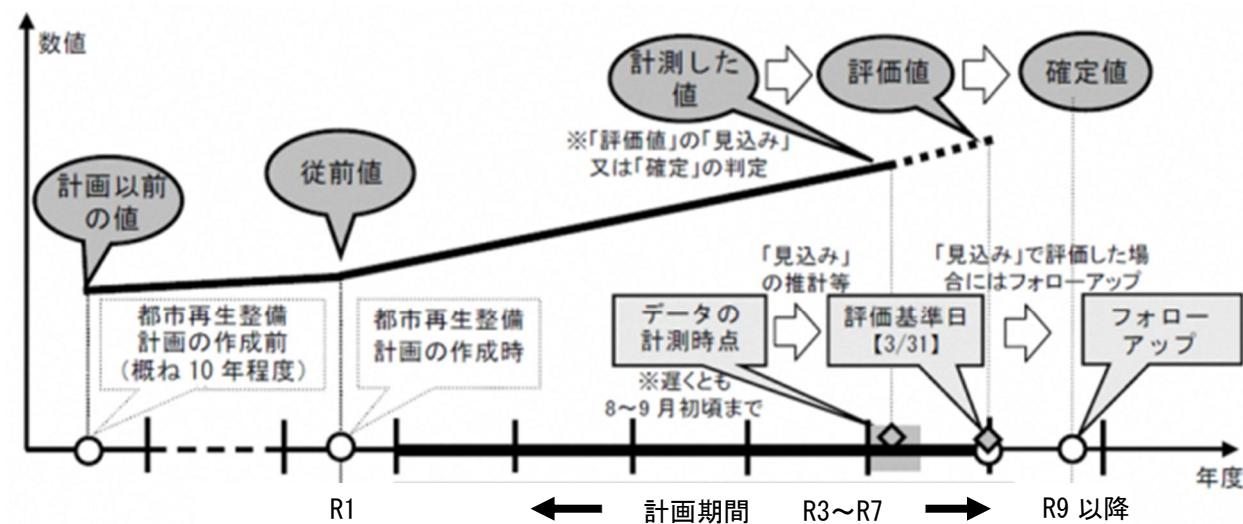 数値
計測した
値
評価値
確定値
※「評価値」の「見込み」
又は「確定」の判定
従前値
計画以前
の値
「見込み」
の推計等
「見込み」で評価した場
合にはフォローアップ
都市再生整備
計画の作成前
(概ね 10 年程度)
都市再生整備
計画の作成時
データの
計測時点
評価基準日
【3/31】
フォロー
アップ
※遅くとも
8～9 月初頃まで
年度
R1
計画期間 R3～R7
R9 以降